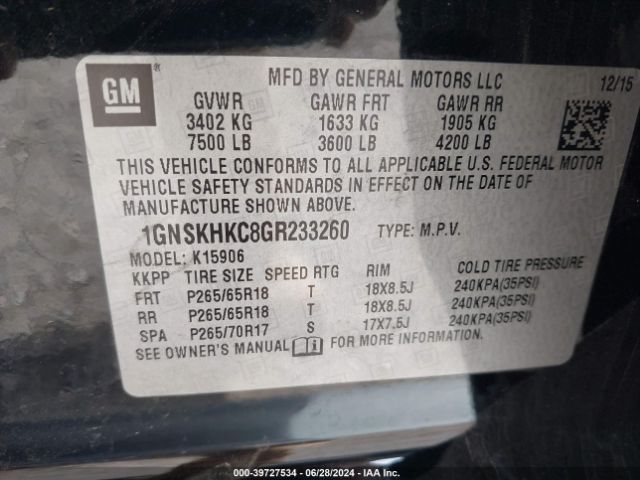 GM ® MFD BY GENERAL MOTORS LLC 12/15
GVWR GAWR FRT GAWR RR
3402 KG 1633 KG 1905 KG
7500 LB 3600 LB 4200 LB
THIS VEHICLE CONFORMS TO ALL APPLICABLE U.S. FEDERAL MOTOR
VEHICLE SAFETY STANDARDS IN EFFECT ON THE DATE OF
MANUFACTURE SHOWN ABOVE.
1GNSKHKC8GR233260 TYPE: M.P.V.
MODEL: K15906
KKPP TIRE SIZE SPEED RTG RIM COLD TIRE PRESSURE
FRT P265/65R18 T 18X8.5J 240KPA(35PSI)
RR P265/65R18 T 18X8.5J 240KPA(35PSI)
SPA P265/70R17 S 17X7.5J 240KPA(35PSI)
SEE OWNER'S MANUAL i FOR MORE INFORMATION.
000-39727534 - 06/28/2024 - IAA Inc.